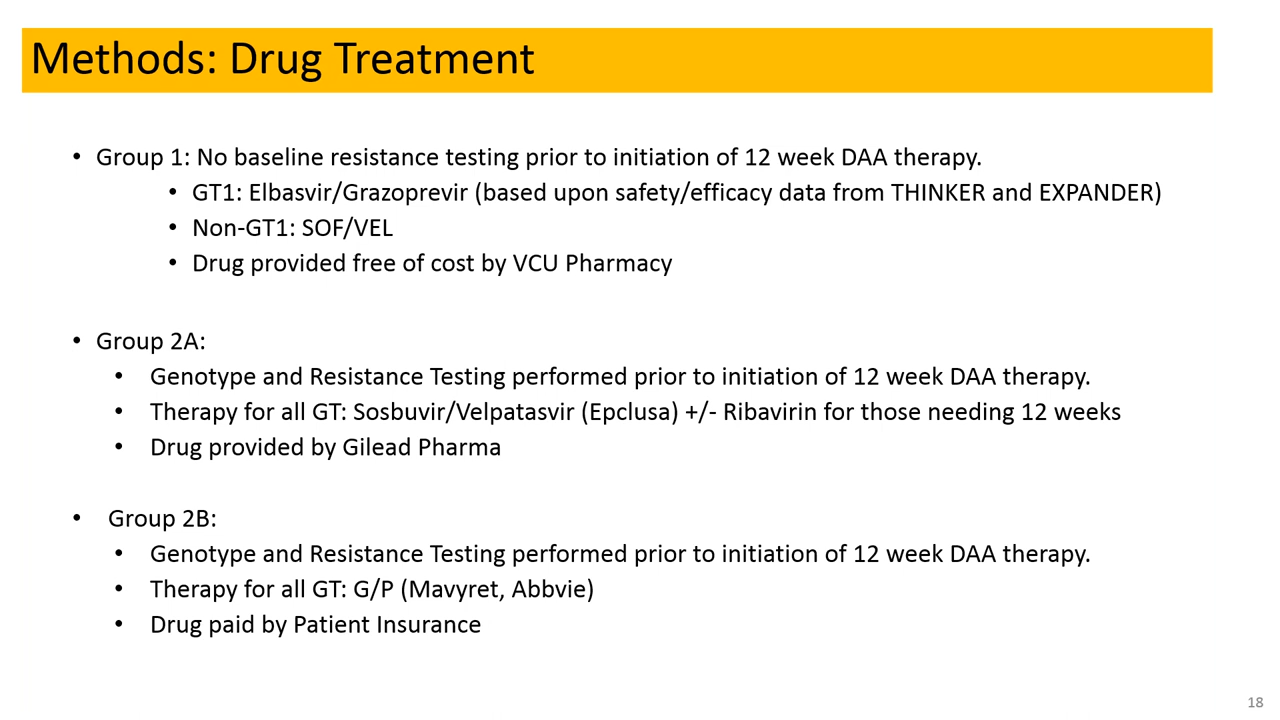 Methods: Drug Treatment
• Group 1: No baseline resistance testing prior to initiation of 12 week DAA therapy.
• GT1: Elbasvir/Grazoprevir (based upon safety/efficacy data from THINKER and EXPANDER)
• Non-GT1: SOF/VEL
• Drug provided free of cost by VCU Pharmacy
• Group 2A:
• Genotype and Resistance Testing performed prior to initiation of 12 week DAA therapy.
• Therapy for all GT: Sosbuvir/Velpatasvir (Epclusa) +/- Ribavirin for those needing 12 weeks
• Drug provided by Gilead Pharma
• Group 2B:
• Genotype and Resistance Testing performed prior to initiation of 12 week DAA therapy.
• Therapy for all GT: G/P (Mavyret, Abbvie)
• Drug paid by Patient Insurance
18